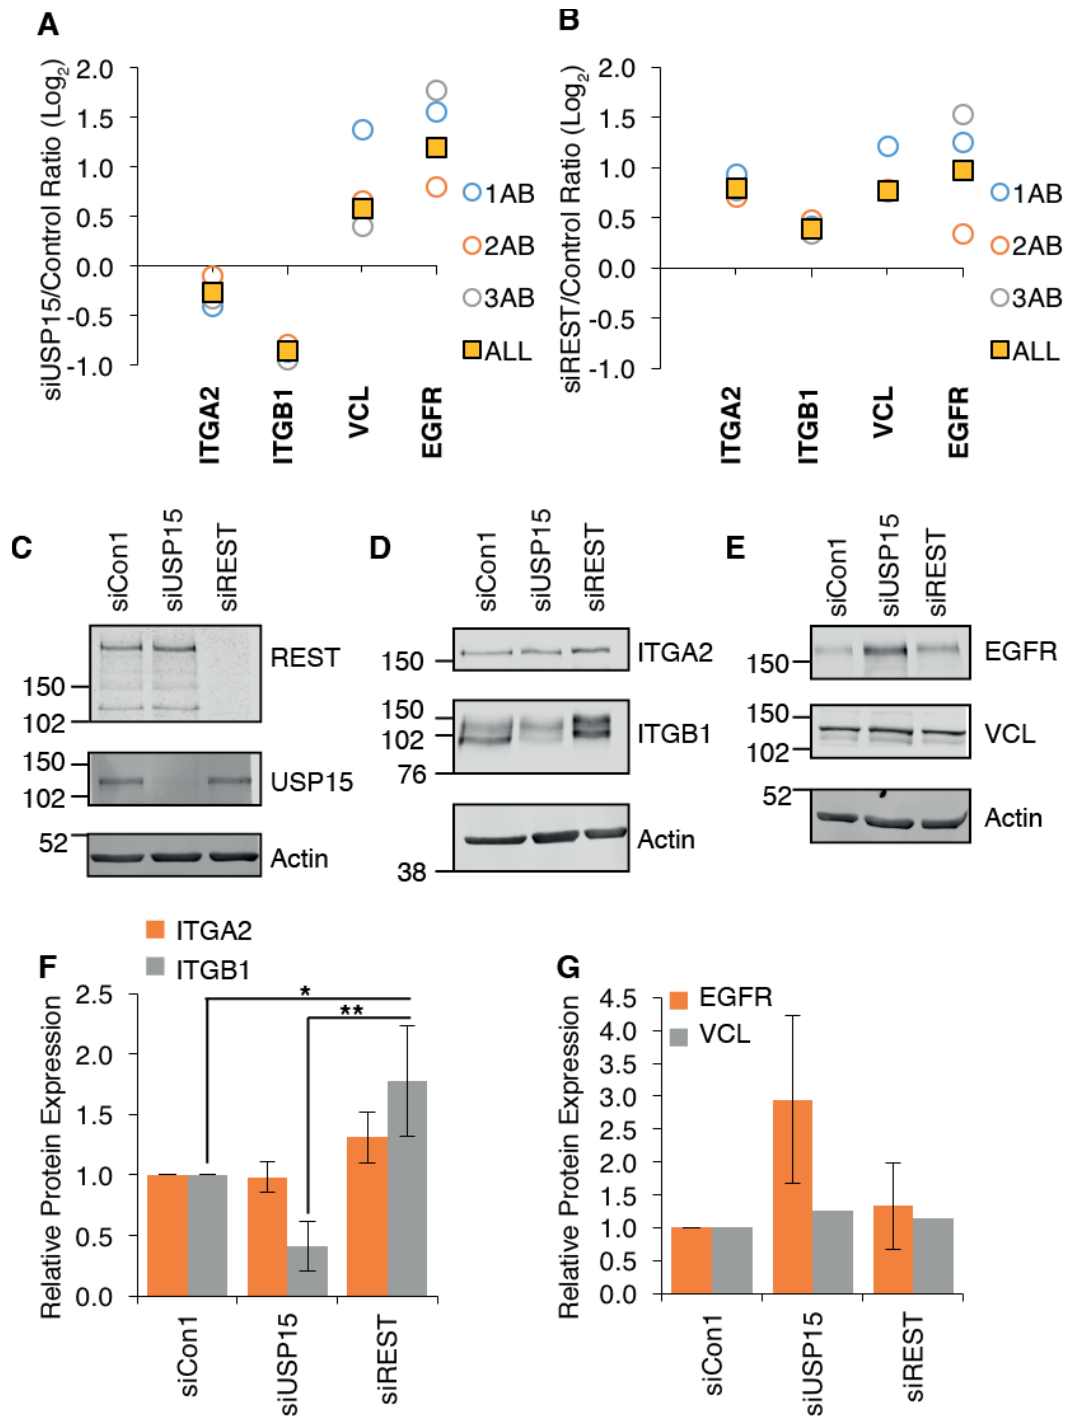 A
siUSP15/Control Ratio (Log2)
2.0
1.5
1.0
0.5
0.0
-0.5
-1.0
ITGA2
ITGB1
VCL
EGFR
1AB
2AB
3AB
ALL
B
siREST/Control Ratio (Log2)
2.0
1.5
1.0
0.5
0.0
-0.5
-1.0
ITGA2
ITGB1
VCL
EGFR
1AB
2AB
3AB
ALL
C
siCon1
siUSP15
siREST
150
102
REST
150
102
USP15
52
Actin
D
siCon1
siUSP15
siREST
150
ITGA2
150
102
76
ITGB1
38
Actin
E
siCon1
siUSP15
siREST
150
EGFR
150
102
VCL
52
Actin
F
ITGA2
ITGB1
Relative Protein Expression
2.5
2.0
1.5
1.0
0.5
0.0
*
**
siCon1
siUSP15
siREST
G
EGFR
VCL
Relative Protein Expression
4.5
4.0
3.5
3.0
2.5
2.0
1.5
1.0
0.5
0.0
siCon1
siUSP15
siREST